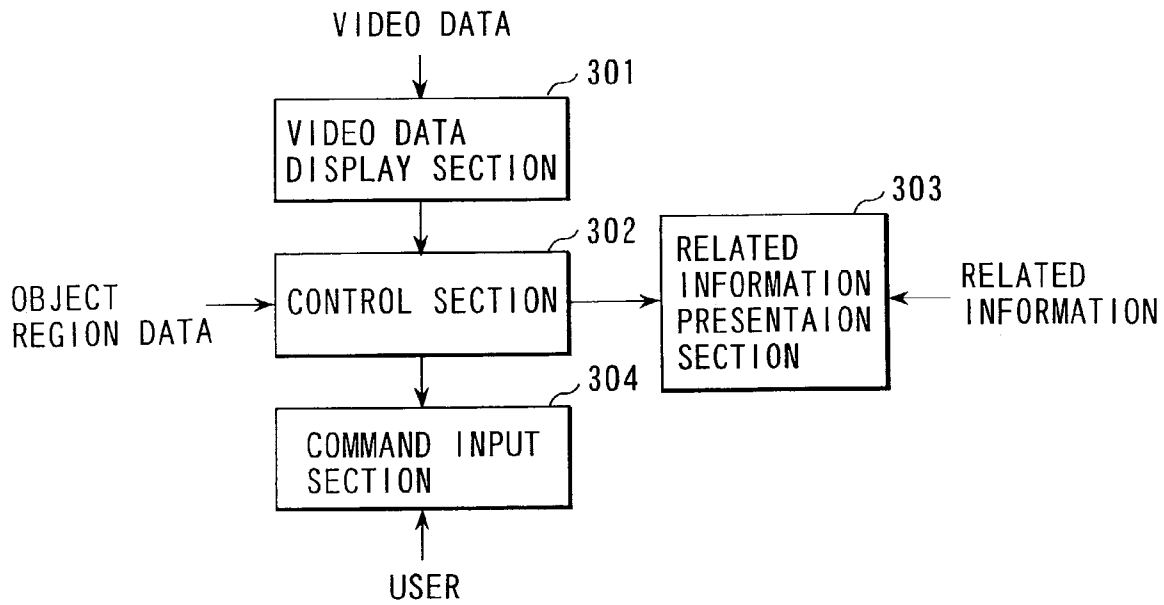 VIDEO DATA
301
VIDEO DATA
DISPLAY SECTION
302
CONTROL SECTION
OBJECT
REGION DATA
303
RELATED
INFORMATION
PRESENTAION
SECTION
RELATED
INFORMATION
304
COMMAND INPUT
SECTION
USER